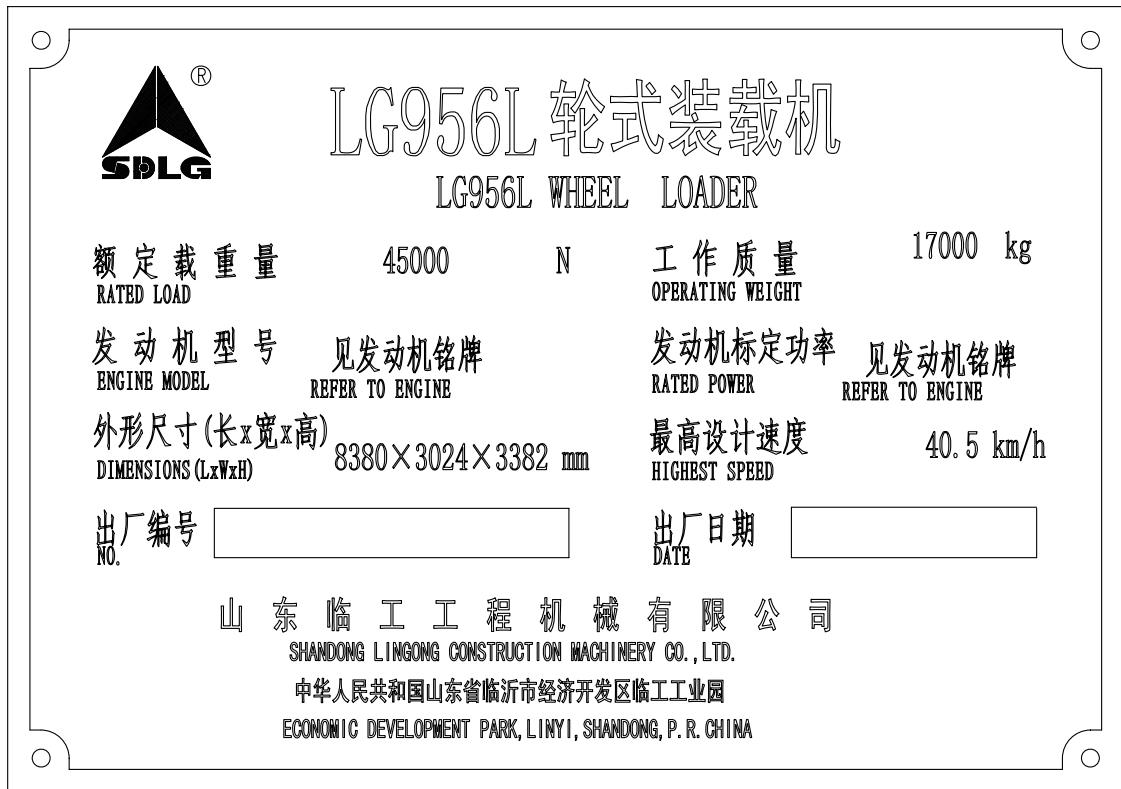 ®
SDLG
LG956L 轮式装载机
LG956L WHEEL LOADER
额定载重量 45000 N 工作质量 17000 kg
RATED LOAD OPERATING WEIGHT
发动机型号 见发动机铭牌 发动机标定功率 见发动机铭牌
ENGINE MODEL REFER TO ENGINE RATED POWER REFER TO ENGINE
外形尺寸(长x宽x高) 8380×3024×3382 mm 最高设计速度 40.5 km/h
DIMENSIONS(LxWxH) HIGHEST SPEED
出厂编号 出厂日期
NO. DATE
山东临工工程机械有限公司
SHANDONG LINGONG CONSTRUCTION MACHINERY CO.,LTD.
中华人民共和国山东省临沂市经济开发区临工工业园
ECONOMIC DEVELOPMENT PARK,LINYI,SHANDONG,P.R.CHINA